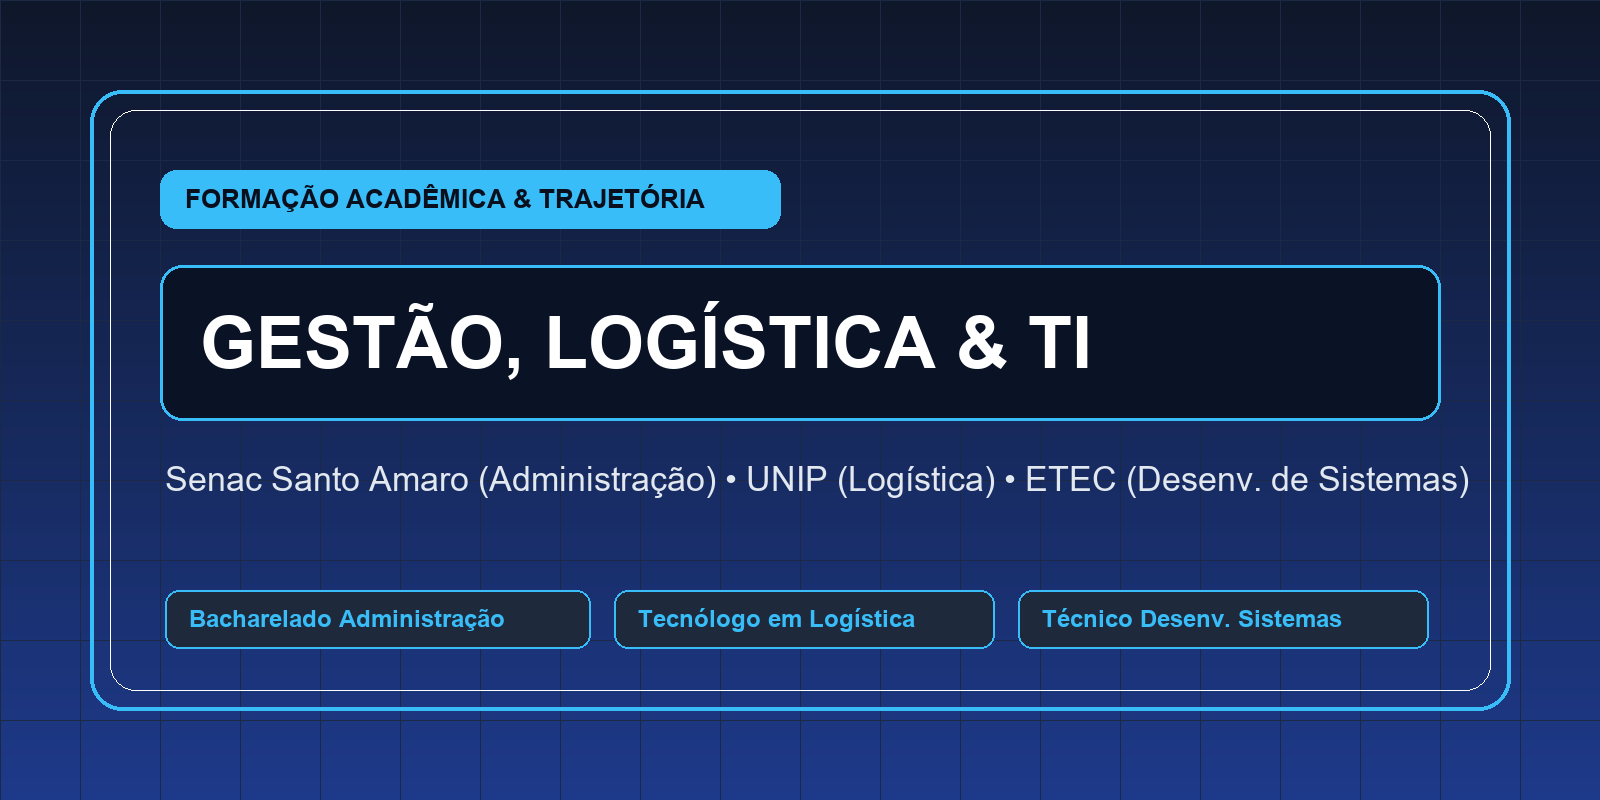 FORMAÇÃO ACADÊMICA & TRAJETÓRIA
GESTÃO, LOGÍSTICA & TI
Senac Santo Amaro (Administração) • UNIP (Logística) • ETEC (Desenv. de Sistemas)
Bacharelado Administração
Tecnólogo em Logística
Técnico Desenv. Sistemas